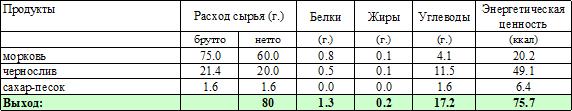 Продукты Расход сырья (г.) Белки Жиры Углеводы Энергетическая ценность
брутто нетто (г.) (г.) (г.) (ккал)
морковь 75.0 60.0 0.8 0.1 4.1 20.2
чернослив 21.4 20.0 0.5 0.1 11.5 49.1
сахар-песок 1.6 1.6 0.0 0.0 1.6 6.4
Выход: 80 1.3 0.2 17.2 75.7